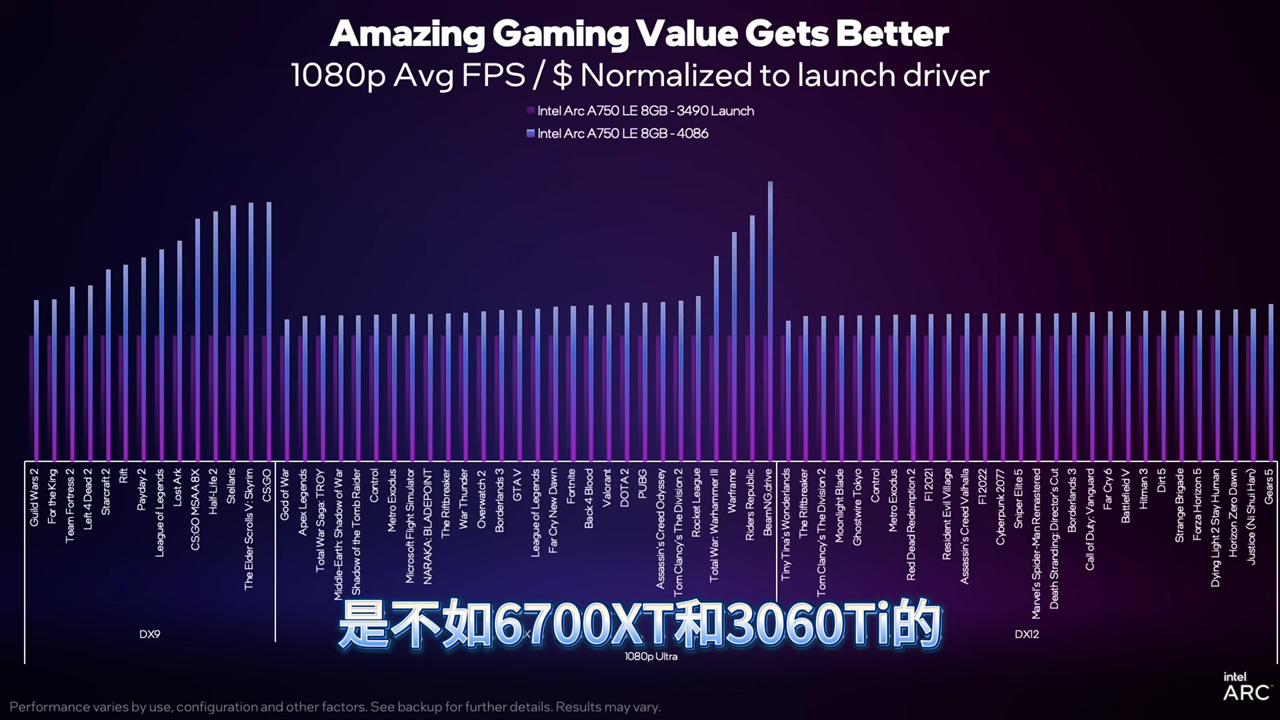 Amazing Gaming Value Gets Better
1080p Avg FPS / $ Normalized to launch driver
Intel Arc A750 LE 8GB - 3490 Launch
Intel Arc A750 LE 8GB - 4086
Guild Wars 2
For the King
Team Fortress 2
Left 4 Dead 2
Starcraft 2
Rift
Payday 2
League of Legends
Lost Ark
CSGO MSAA 8X
Half-Life 2
Stellaris
The Elder Scrolls V: Skyrim
CSGO
God of War
Apex Legends
Total War Saga: TROY
Middle-Earth: Shadow of War
Shadow of the Tomb Raider
Control
Metro Exodus
Microsoft Flight Simulator
NARAKA: BLADEPOINT
The Riftbreaker
War Thunder
Overwatch 2
Borderlands 3
GTA V
League of Legends
Far Cry New Dawn
Fortnite
Back 4 Blood
Valorant
DOTA 2
PUBG
Assassin's Creed Odyssey
Tom Clancy's The Division 2
Rocket League
Total War: Warhammer III
Warframe
Riders Republic
BeamNG.drive
Tiny Tina's Wonderlands
The Riftbreaker
Tom Clancy's The Division 2
Moonlight Blade
Ghostwire Tokyo
Control
Metro Exodus
Red Dead Redemption 2
F1 2021
Resident Evil Village
Assassin's Creed Valhalla
F1 2022
Cyberpunk 2077
Sniper Elite 5
Marvel's Spider-Man Remastered
Death Stranding: Director's Cut
Borderlands 3
Call of Duty: Vanguard
Far Cry 6
Battlefield V
Hitman 3
Dirt 5
Strange Brigade
Forza Horizon 5
Dying Light 2 Stay Human
Horizon Zero Dawn
Justice (Ni Shui Han)
Gears 5
DX9
DX12
是不如6700XT和3060Ti的
1080p Ultra
intel
ARC
Performance varies by use, configuration and other factors. See backup for further details. Results may vary.